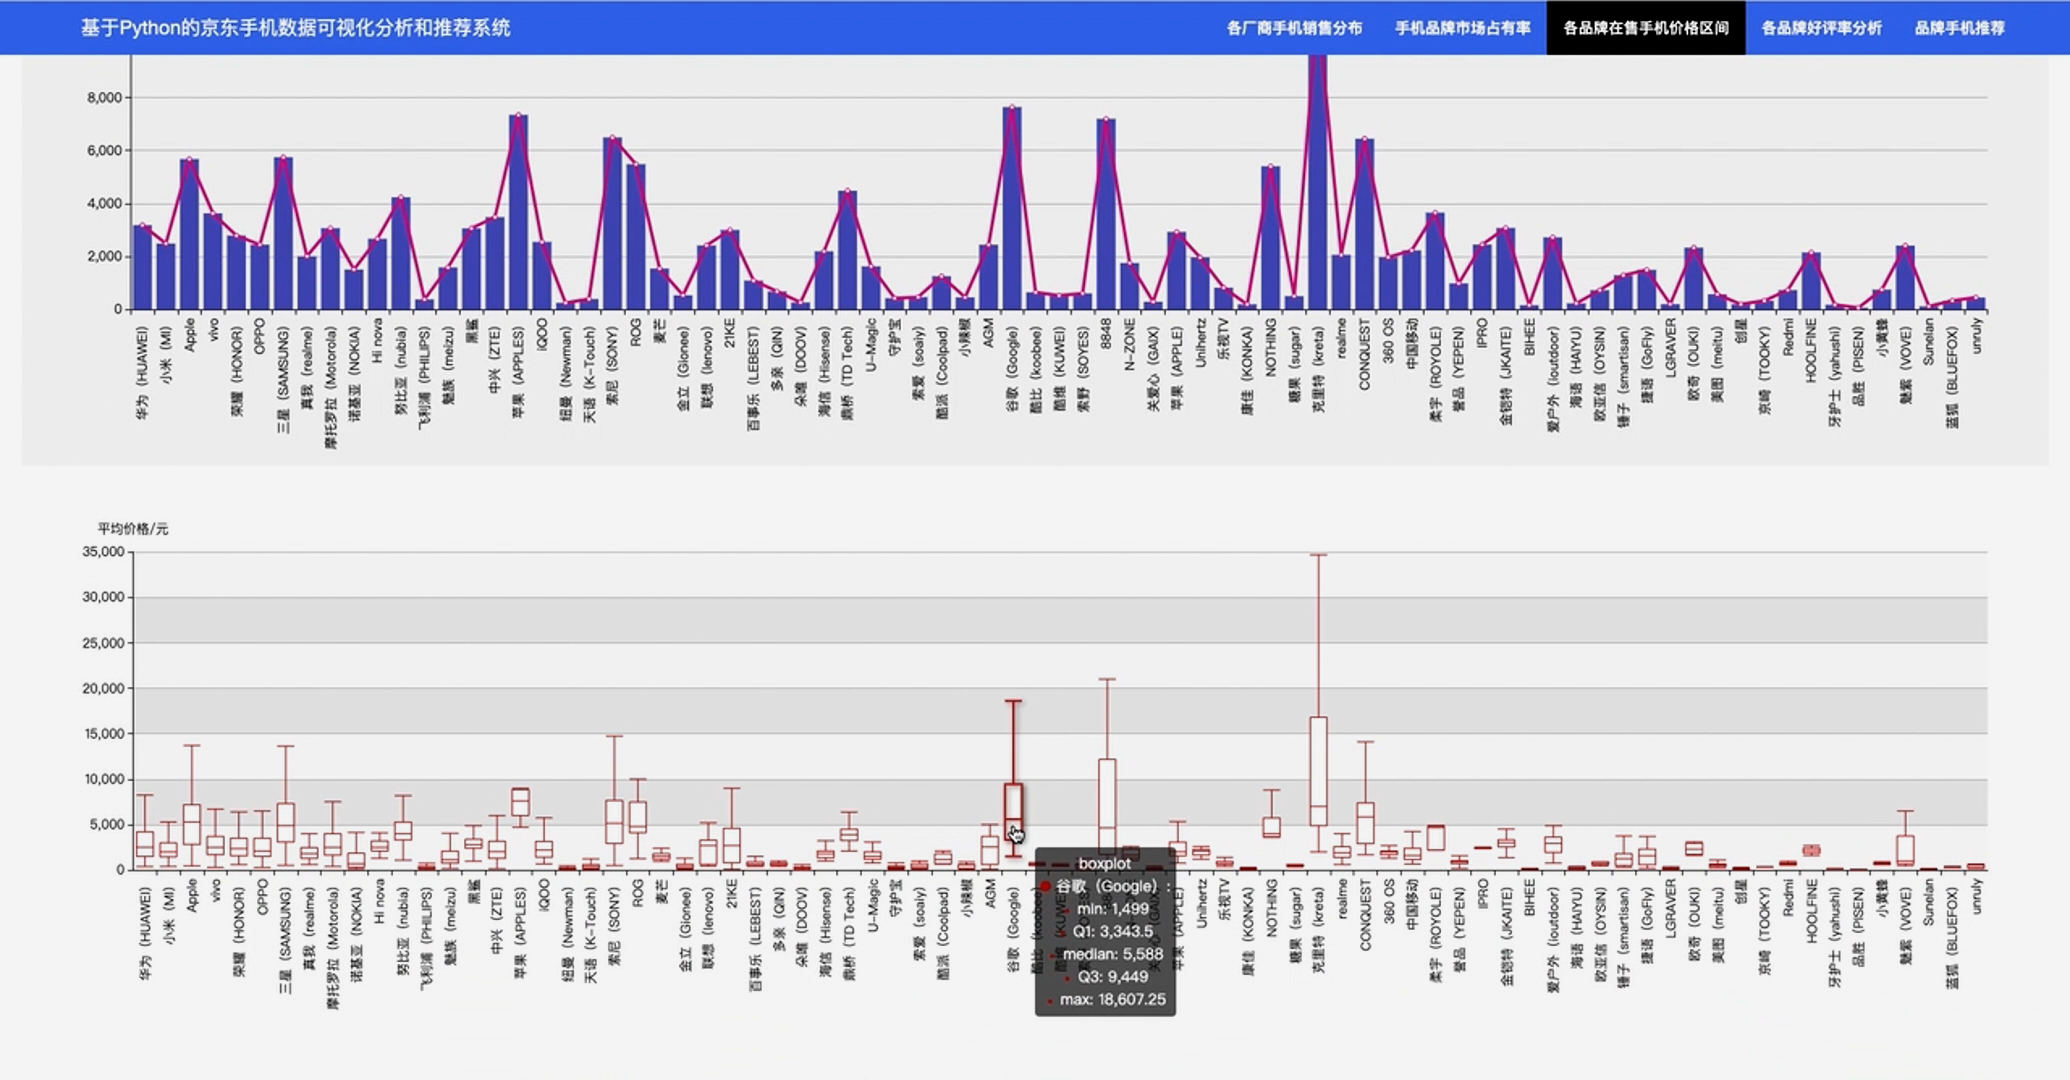 基于Python的京东手机数据可视化分析和推荐系统
各厂商手机销售分布
手机品牌市场占有率
各品牌在售手机价格区间
各品牌好评率分析
品牌手机推荐
8,000
6,000
4,000
2,000
0
华为 (HUAWEI)
小米 (MI)
Apple
vivo
荣耀 (HONOR)
OPPO
三星 (SAMSUNG)
真我 (realme)
摩托罗拉 (Motorola)
诺基亚 (NOKIA)
Hi nova
努比亚 (nubia)
飞利浦 (PHILIPS)
魅族 (meizu)
黑鲨
中兴 (ZTE)
苹果 (APPLES)
iQOO
纽曼 (Newman)
天语 (K-Touch)
索尼 (SONY)
ROG
麦芒
金立 (Gionee)
联想 (lenovo)
21KE
百事乐 (LEBEST)
多亲 (QIN)
朵唯 (DOOV)
海信 (Hisense)
鼎桥 (TD Tech)
U-Magic
守护宝
索爱 (soaiy)
酷派 (Coolpad)
小辣椒
AGM
谷歌 (Google)
酷比 (koobee)
酷维 (KUWEI)
索野 (SOYES)
8848
N-ZONE
关爱心 (GAIX)
苹果 (APPLE)
Unihertz
乐视TV
康佳 (KONKA)
NOTHING
糖果 (sugar)
克里特 (kreta)
realme
CONQUEST
360 OS
中国移动
柔宇 (ROYOLE)
誉品 (YEPEN)
IPRO
金铠特 (JKAITE)
BIHEE
爱户外 (ioutdoor)
海语 (HAIYU)
欧亚信 (OYSIN)
锤子 (smartisan)
捷语 (GoFly)
LGRAVER
欧奇 (OUKI)
美图 (meitu)
创星
京崎 (TOOKY)
Redmi
HOOLFINE
牙护士 (yahushi)
品胜 (PISEN)
小黄蜂
魅紫 (VOVE)
Sunelan
蓝狐 (BLUEFOX)
unnuly
平均价格/元
35,000
30,000
25,000
20,000
15,000
10,000
5,000
0
华为 (HUAWEI)
小米 (MI)
Apple
vivo
荣耀 (HONOR)
OPPO
三星 (SAMSUNG)
真我 (realme)
摩托罗拉 (Motorola)
诺基亚 (NOKIA)
Hi nova
努比亚 (nubia)
飞利浦 (PHILIPS)
魅族 (meizu)
黑鲨
中兴 (ZTE)
苹果 (APPLES)
iQOO
纽曼 (Newman)
天语 (K-Touch)
索尼 (SONY)
ROG
麦芒
金立 (Gionee)
联想 (lenovo)
21KE
百事乐 (LEBEST)
多亲 (QIN)
朵唯 (DOOV)
海信 (Hisense)
鼎桥 (TD Tech)
U-Magic
守护宝
索爱 (soaiy)
酷派 (Coolpad)
小辣椒
AGM
谷歌 (Google)
boxplot
谷歌 (Google) :
min: 1,499
Q1: 3,343.5
median: 5,588
Q3: 9,449
max: 18,607.25
苹果 (APPLE)
Unihertz
乐视TV
康佳 (KONKA)
NOTHING
糖果 (sugar)
克里特 (kreta)
realme
CONQUEST
360 OS
中国移动
柔宇 (ROYOLE)
誉品 (YEPEN)
IPRO
金铠特 (JKAITE)
BIHEE
爱户外 (ioutdoor)
海语 (HAIYU)
欧亚信 (OYSIN)
锤子 (smartisan)
捷语 (GoFly)
LGRAVER
欧奇 (OUKI)
美图 (meitu)
创星
京崎 (TOOKY)
Redmi
HOOLFINE
牙护士 (yahushi)
品胜 (PISEN)
小黄蜂
魅紫 (VOVE)
Sunelan
蓝狐 (BLUEFOX)
unnuly